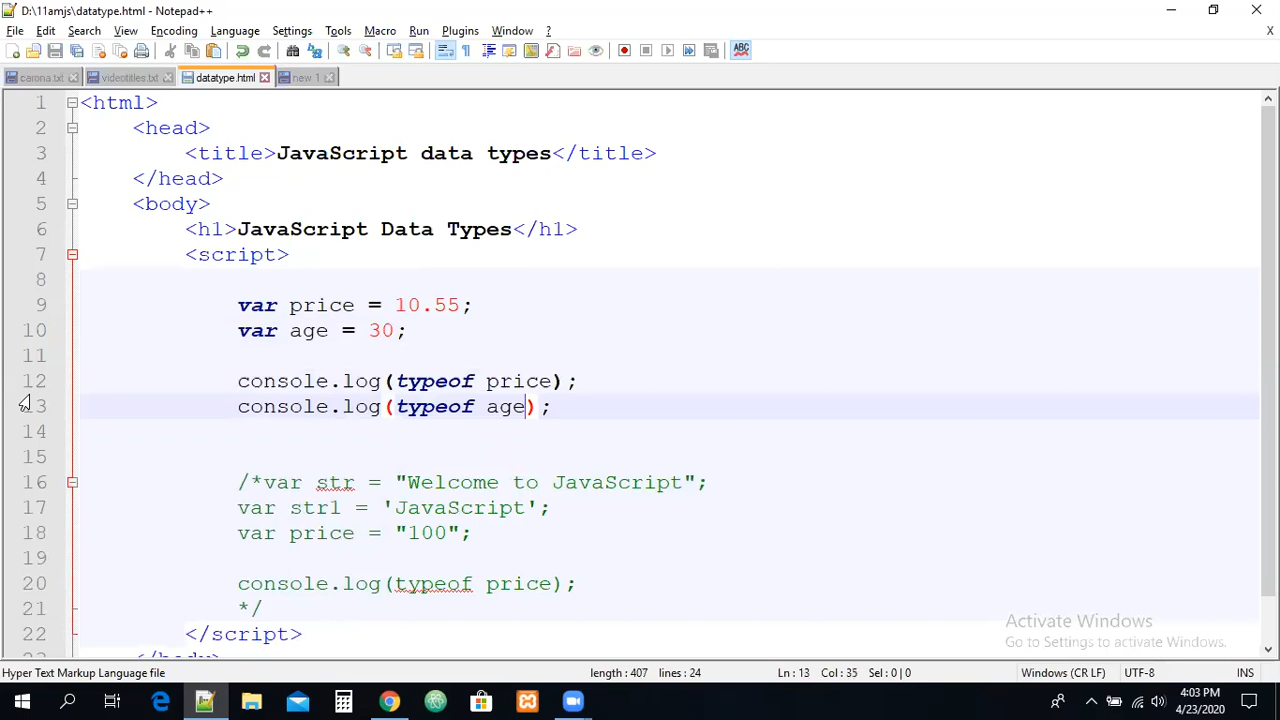 D:\11amjs\datatype.html - Notepad++
File Edit Search View Encoding Language Settings Tools Macro Run Plugins Window ? X
carona.txt videotitles.txt datatype.html new 1
1 <html>
2 <head>
3 <title>JavaScript data types</title>
4 </head>
5 <body>
6 <h1>JavaScript Data Types</h1>
7 <script>
8
9 var price = 10.55;
10 var age = 30;
11
12 console.log(typeof price);
13 console.log(typeof age);
14
15
16 /*var str = "Welcome to JavaScript";
17 var str1 = 'JavaScript';
18 var price = "100";
19
20 console.log(typeof price);
21 */
22 </script>
23 </body>
Activate Windows
Go to Settings to activate Windows.
Hyper Text Markup Language file length : 407 lines : 24 Ln : 13 Col : 35 Sel : 0 | 0 Windows (CR LF) UTF-8 INS
4:03 PM
4/23/2020